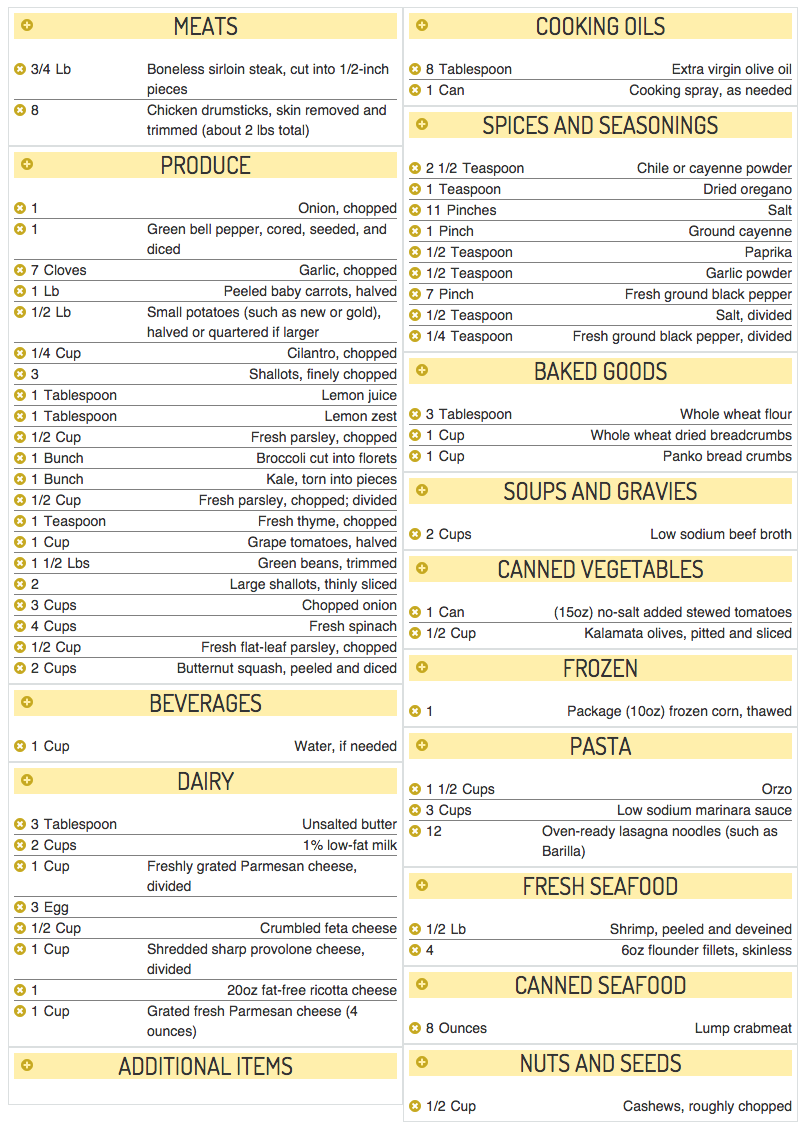 MEATS
3/4 Lb Boneless sirloin steak, cut into 1/2-inch
pieces
8 Chicken drumsticks, skin removed and
trimmed (about 2 lbs total)
PRODUCE
1 Onion, chopped
1 Green bell pepper, cored, seeded, and
diced
7 Cloves Garlic, chopped
1 Lb Peeled baby carrots, halved
1/2 Lb Small potatoes (such as new or gold),
halved or quartered if larger
1/4 Cup Cilantro, chopped
3 Shallots, finely chopped
1 Tablespoon Lemon juice
1 Tablespoon Lemon zest
1/2 Cup Fresh parsley, chopped
1 Bunch Broccoli cut into florets
1 Bunch Kale, torn into pieces
1/2 Cup Fresh parsley, chopped; divided
1 Teaspoon Fresh thyme, chopped
1 Cup Grape tomatoes, halved
1 1/2 Lbs Green beans, trimmed
2 Large shallots, thinly sliced
3 Cups Chopped onion
4 Cups Fresh spinach
1/2 Cup Fresh flat-leaf parsley, chopped
2 Cups Butternut squash, peeled and diced
BEVERAGES
1 Cup Water, if needed
DAIRY
3 Tablespoon Unsalted butter
2 Cups 1% low-fat milk
1 Cup Freshly grated Parmesan cheese,
divided
3 Egg
1/2 Cup Crumbled feta cheese
1 Cup Shredded sharp provolone cheese,
divided
1 20oz fat-free ricotta cheese
1 Cup Grated fresh Parmesan cheese (4
ounces)
ADDITIONAL ITEMS
COOKING OILS
8 Tablespoon Extra virgin olive oil
1 Can Cooking spray, as needed
SPICES AND SEASONINGS
2 1/2 Teaspoon Chile or cayenne powder
1 Teaspoon Dried oregano
11 Pinches Salt
1 Pinch Ground cayenne
1/2 Teaspoon Paprika
1/2 Teaspoon Garlic powder
7 Pinch Fresh ground black pepper
1/2 Teaspoon Salt, divided
1/4 Teaspoon Fresh ground black pepper, divided
BAKED GOODS
3 Tablespoon Whole wheat flour
1 Cup Whole wheat dried breadcrumbs
1 Cup Panko bread crumbs
SOUPS AND GRAVIES
2 Cups Low sodium beef broth
CANNED VEGETABLES
1 Can (15oz) no-salt added stewed tomatoes
1/2 Cup Kalamata olives, pitted and sliced
FROZEN
1 Package (10oz) frozen corn, thawed
PASTA
1 1/2 Cups Orzo
3 Cups Low sodium marinara sauce
12 Oven-ready lasagna noodles (such as
Barilla)
FRESH SEAFOOD
1/2 Lb Shrimp, peeled and deveined
4 6oz flounder fillets, skinless
CANNED SEAFOOD
8 Ounces Lump crabmeat
NUTS AND SEEDS
1/2 Cup Cashews, roughly chopped